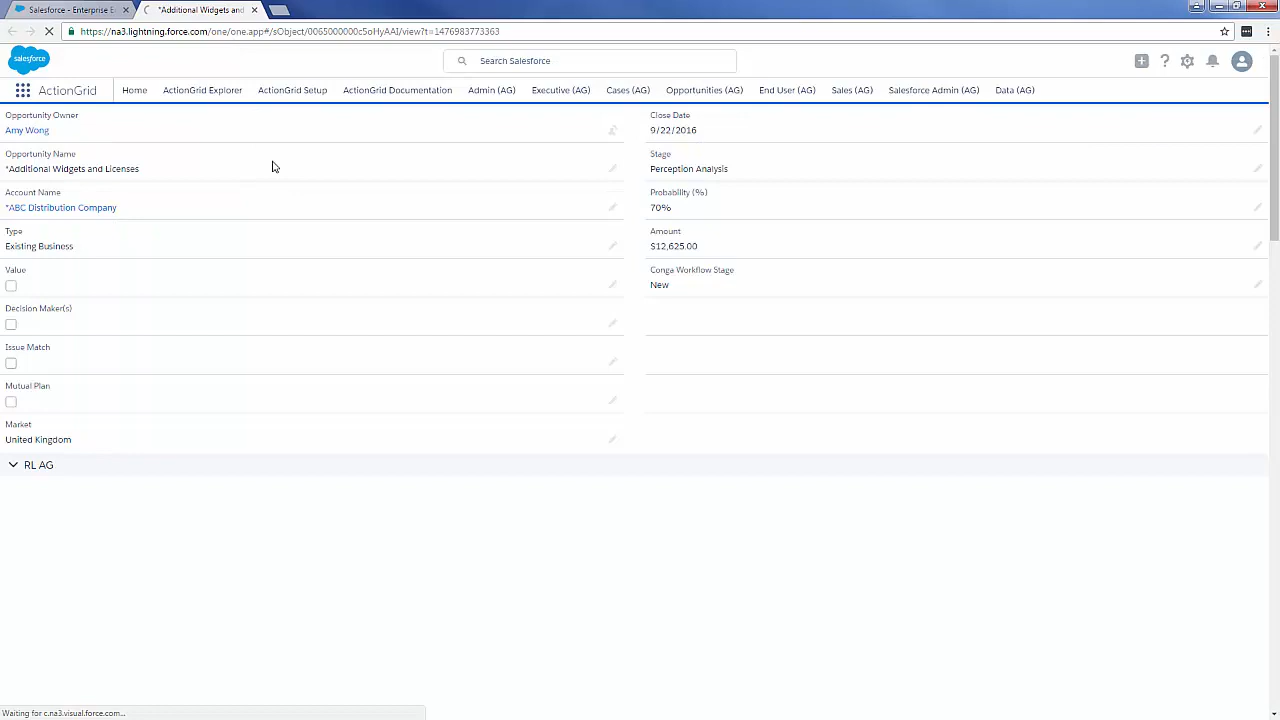 Salesforce - Enterprise E
*Additional Widgets and
https://na3.lightning.force.com/one/one.app#/sObject/0065000000c5oHyAAI/view?t=1476983773363
salesforce
Search Salesforce
ActionGrid
Home
ActionGrid Explorer
ActionGrid Setup
ActionGrid Documentation
Admin (AG)
Executive (AG)
Cases (AG)
Opportunities (AG)
End User (AG)
Sales (AG)
Salesforce Admin (AG)
Data (AG)
Opportunity Owner
Amy Wong
Close Date
9/22/2016
Opportunity Name
*Additional Widgets and Licenses
Stage
Perception Analysis
Account Name
*ABC Distribution Company
Probability (%)
70%
Type
Existing Business
Amount
$12,625.00
Value
Conga Workflow Stage
New
Decision Maker(s)
Issue Match
Mutual Plan
Market
United Kingdom
RL AG
Waiting for c.na3.visual.force.com...